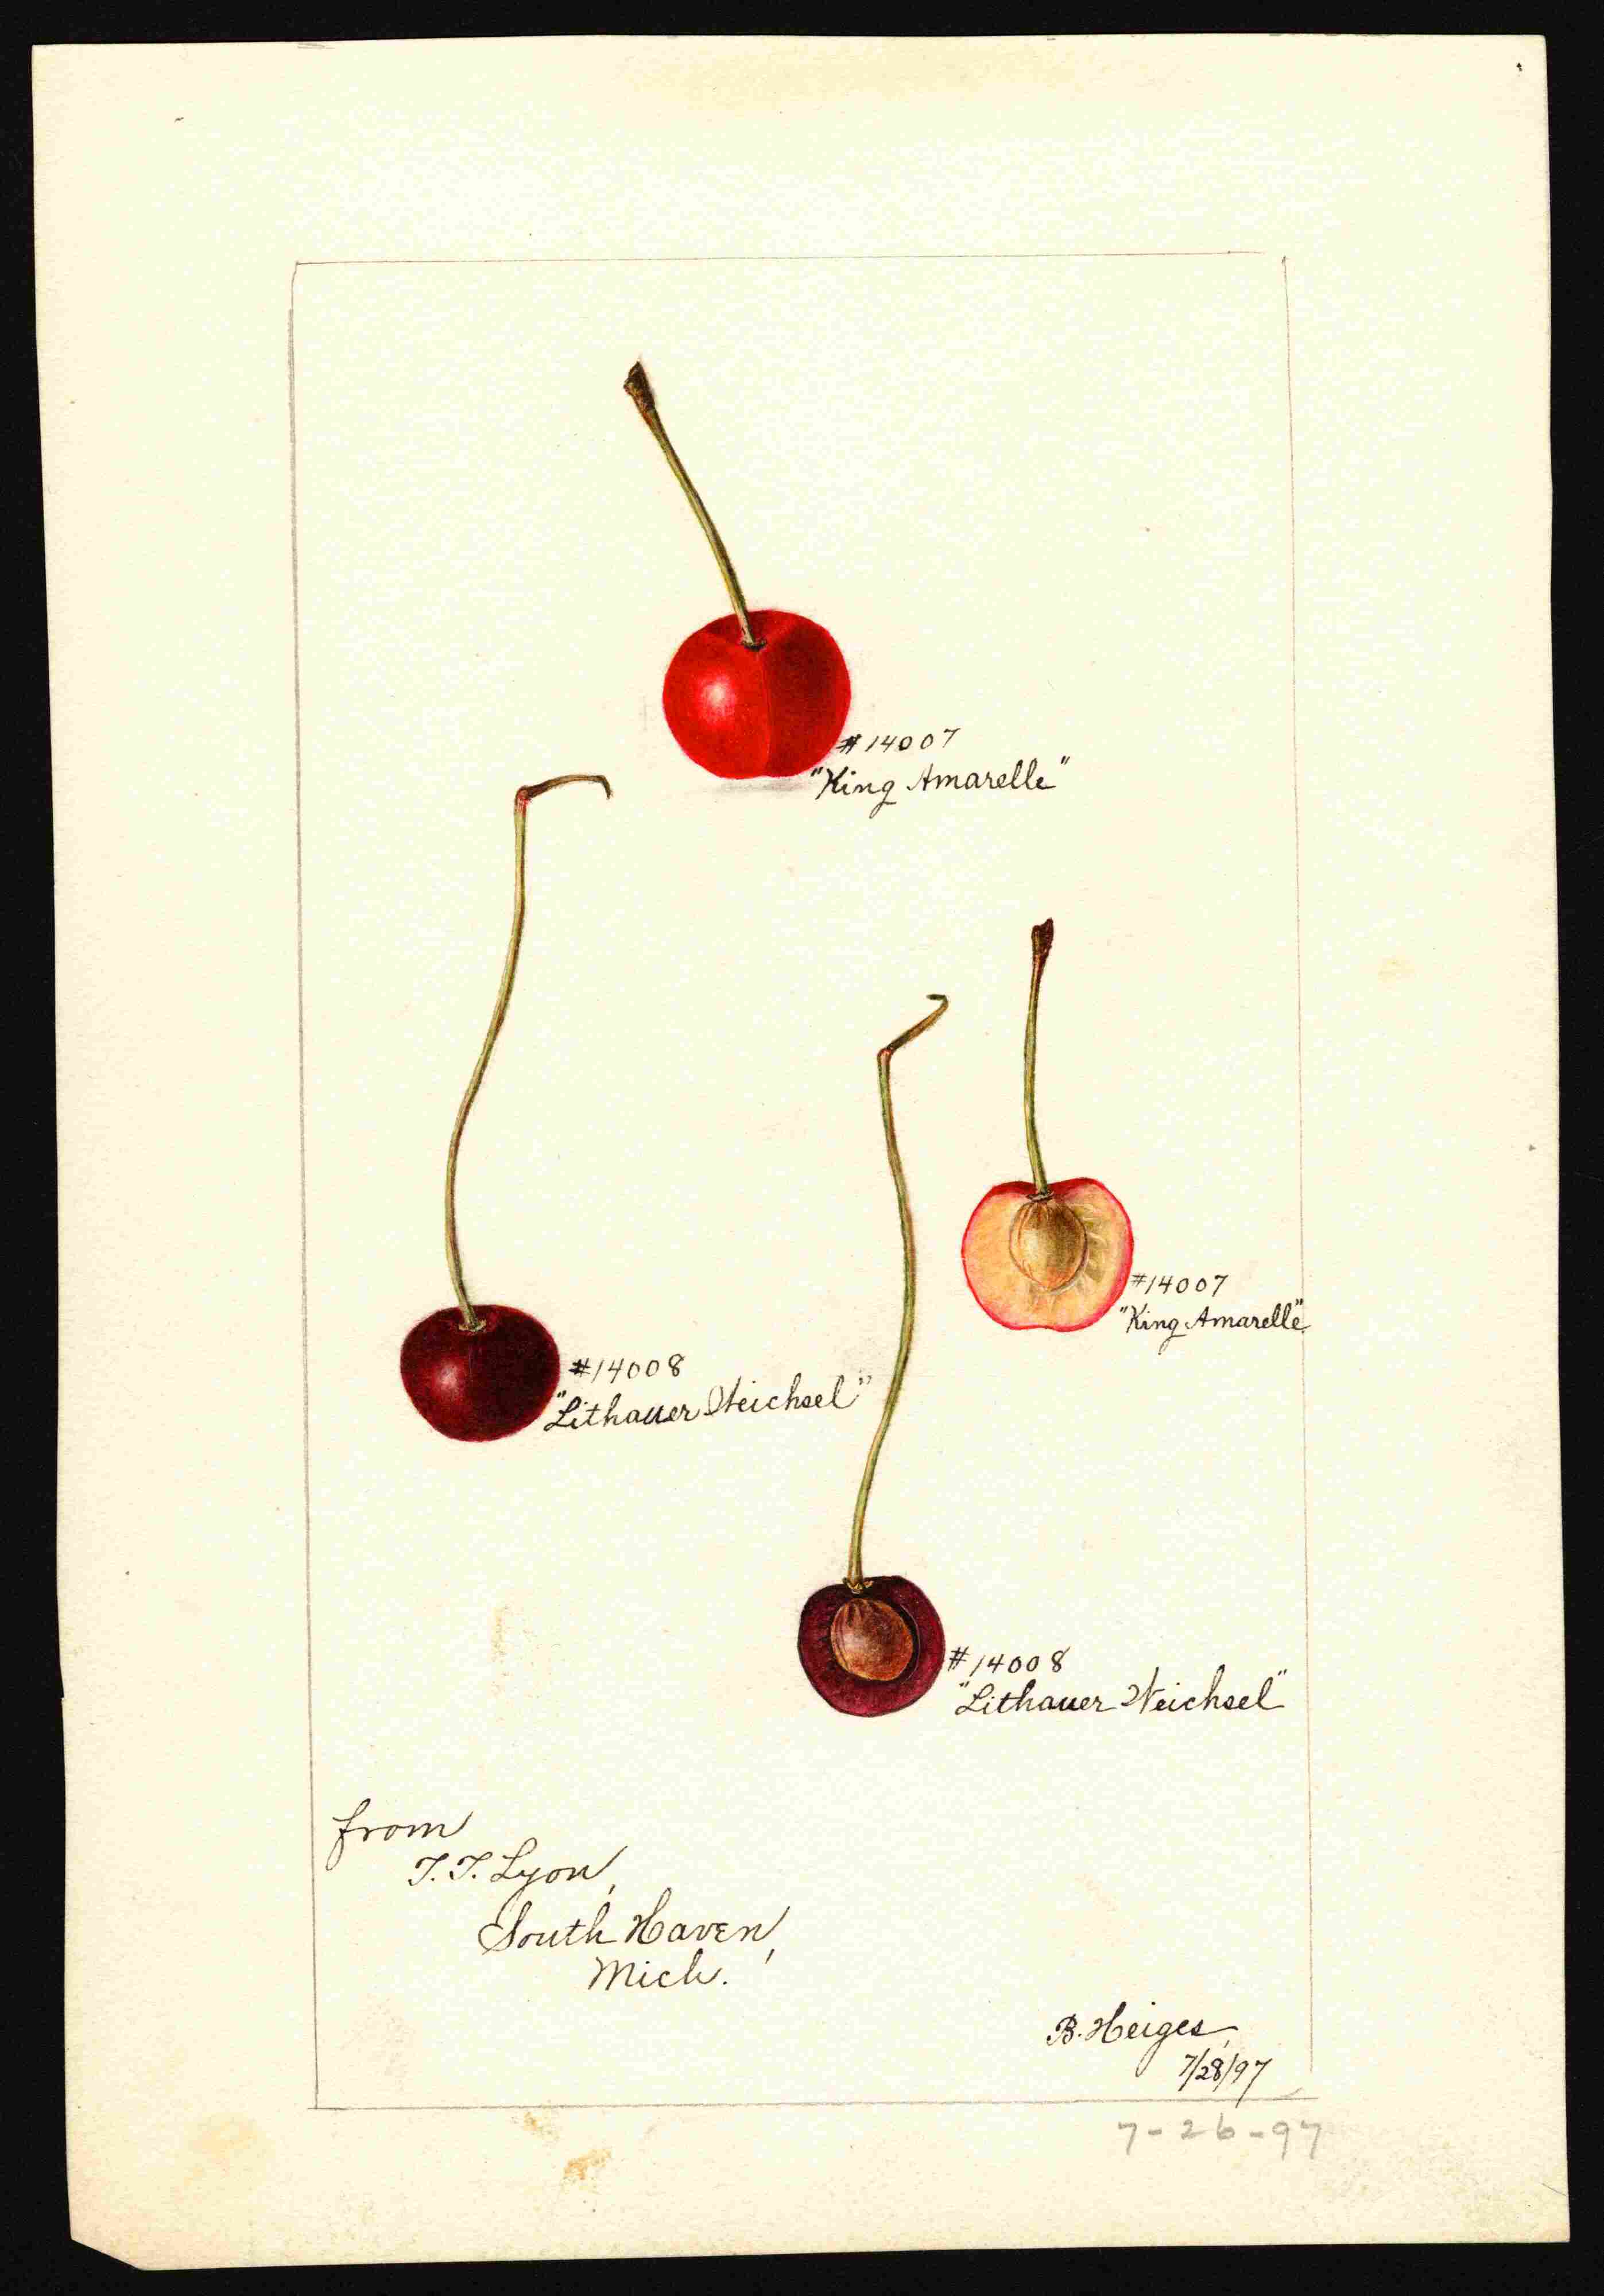 #14007
"King Amarelle"
#14007
"King Amarelle"
#14008
"Lithauer Weichsel"
#14008
"Lithauer Weichsel"
from
T.T. Lyon,
South Haven,
Mich.
B. Heiges,
7/28/97
7-26-97